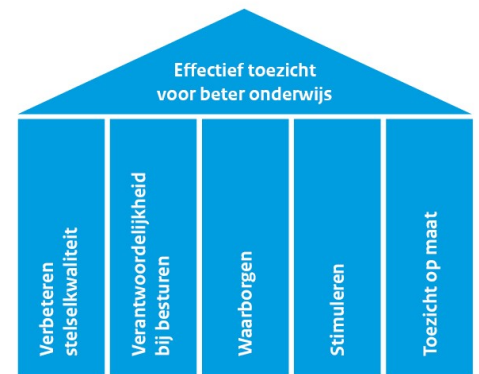 Effectief toezicht
voor beter onderwijs
Verbeteren
stelselkwaliteit
Verantwoordelijkheid
bij besturen
Waarborgen
Stimuleren
Toezicht op maat